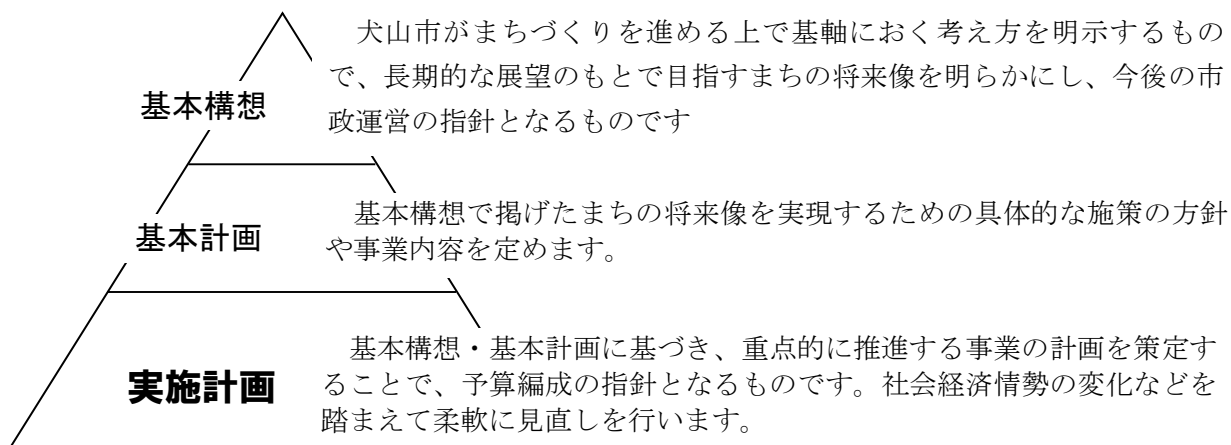 基本構想
犬山市がまちづくりを進める上で基軸におく考え方を明示するもの
で、長期的な展望のもとで目指すまちの将来像を明らかにし、今後の市
政運営の指針となるものです
基本計画
基本構想で掲げたまちの将来像を実現するための具体的な施策の方針
や事業内容を定めます。
実施計画
基本構想・基本計画に基づき、重点的に推進する事業の計画を策定す
ることで、予算編成の指針となるものです。社会経済情勢の変化などを
踏まえて柔軟に見直しを行います。